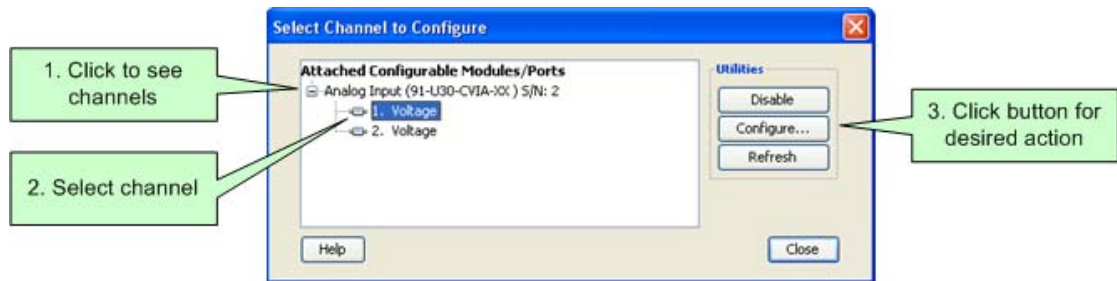 Select Channel to Configure
1. Click to see
channels
Attached Configurable Modules/Ports
Analog Input (91-U30-CVIA-XX ) S/N: 2
1. Voltage
2. Voltage
2. Select channel
Utilities
Disable
Configure...
Refresh
3. Click button for
desired action
Help
Close